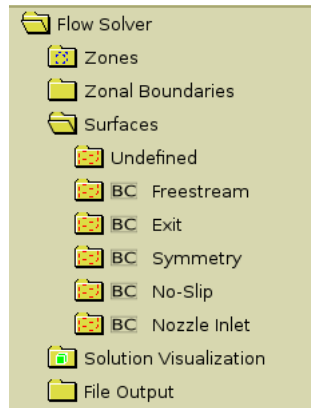 Flow Solver
Zones
Zonal Boundaries
Surfaces
Undefined
BC Freestream
BC Exit
BC Symmetry
BC No-Slip
BC Nozzle Inlet
Solution Visualization
File Output